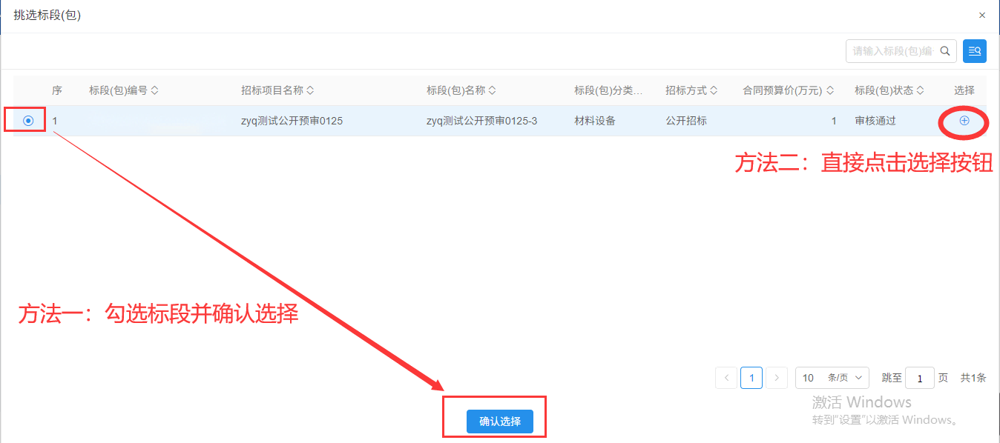 挑选标段(包)
请输入标段(包)编
序 标段(包)编号 招标项目名称 标段(包)名称 标段(包)分类... 招标方式 合同预算价(万元) 标段(包)状态 选择
1 zyq测试公开预审0125 zyq测试公开预审0125-3 材料设备 公开招标 1 审核通过
方法二：直接点击选择按钮
方法一：勾选标段并确认选择
1 10 条/页 跳至 1 页 共1条
激活 Windows
转到“设置”以激活 Windows。
确认选择